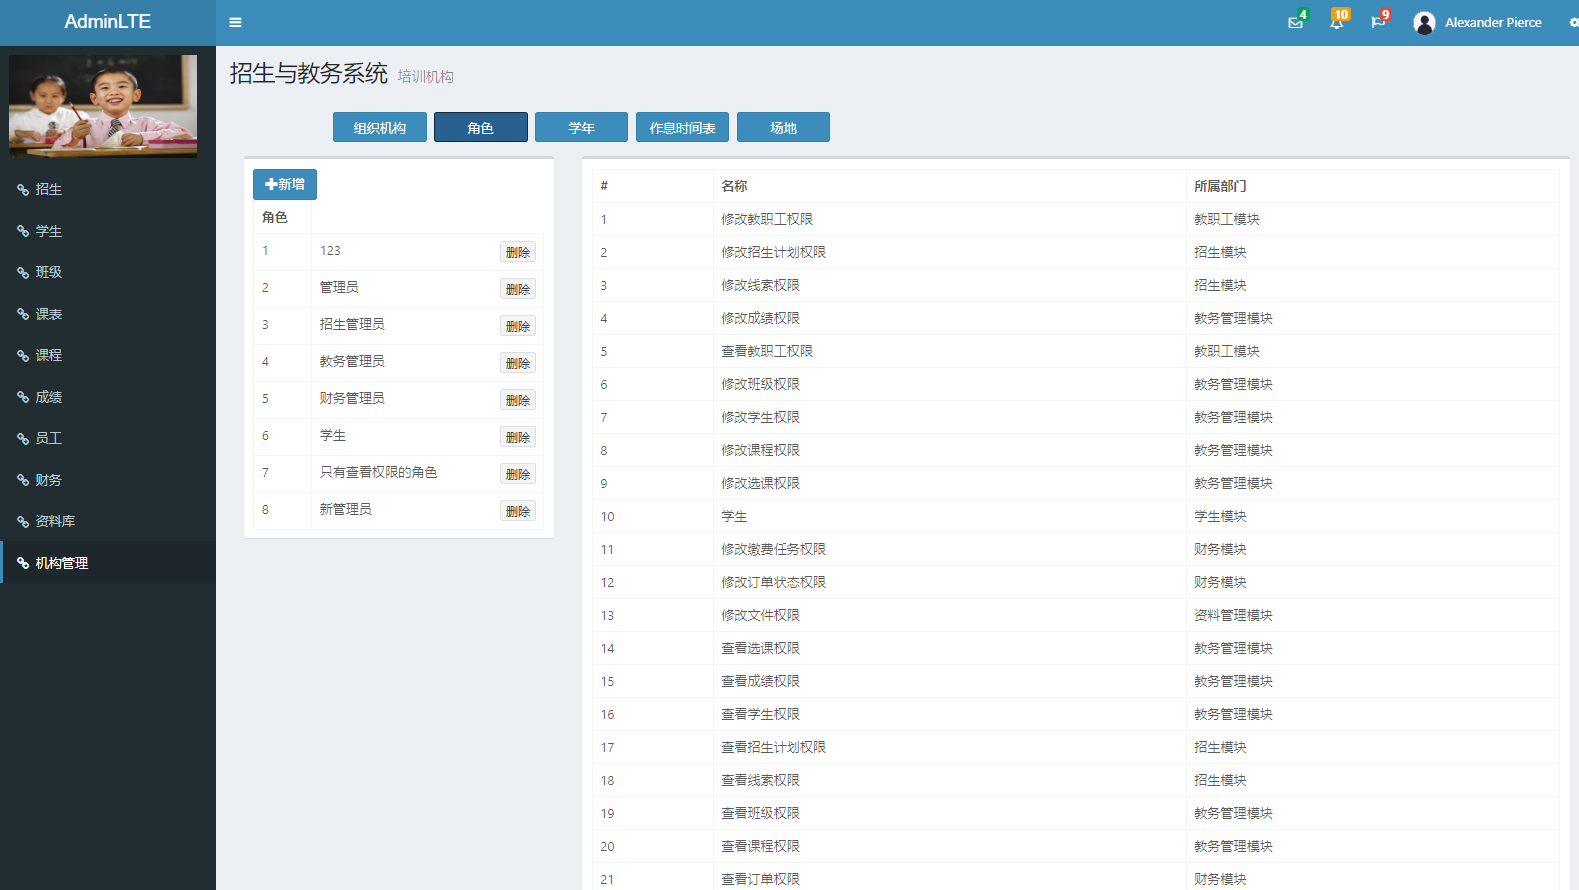 AdminLTE
4
10
9
Alexander Pierce
招生与教务系统 培训机构
组织机构 角色 学年 作息时间表 场地
招生
学生
班级
课表
课程
成绩
员工
财务
资料库
机构管理
新增
角色
1 123 删除
2 管理员 删除
3 招生管理员 删除
4 教务管理员 删除
5 财务管理员 删除
6 学生 删除
7 只有查看权限的角色 删除
8 新管理员 删除
# 名称 所属部门
1 修改教职工权限 教职工模块
2 修改招生计划权限 招生模块
3 修改线索权限 招生模块
4 修改成绩权限 教务管理模块
5 查看教职工权限 教职工模块
6 修改班级权限 教务管理模块
7 修改学生权限 教务管理模块
8 修改课程权限 教务管理模块
9 修改选课权限 教务管理模块
10 学生 学生模块
11 修改缴费任务权限 财务模块
12 修改订单状态权限 财务模块
13 修改文件权限 资料管理模块
14 查看选课权限 教务管理模块
15 查看成绩权限 教务管理模块
16 查看学生权限 教务管理模块
17 查看招生计划权限 招生模块
18 查看线索权限 招生模块
19 查看班级权限 教务管理模块
20 查看课程权限 教务管理模块
21 查看订单权限 财务模块